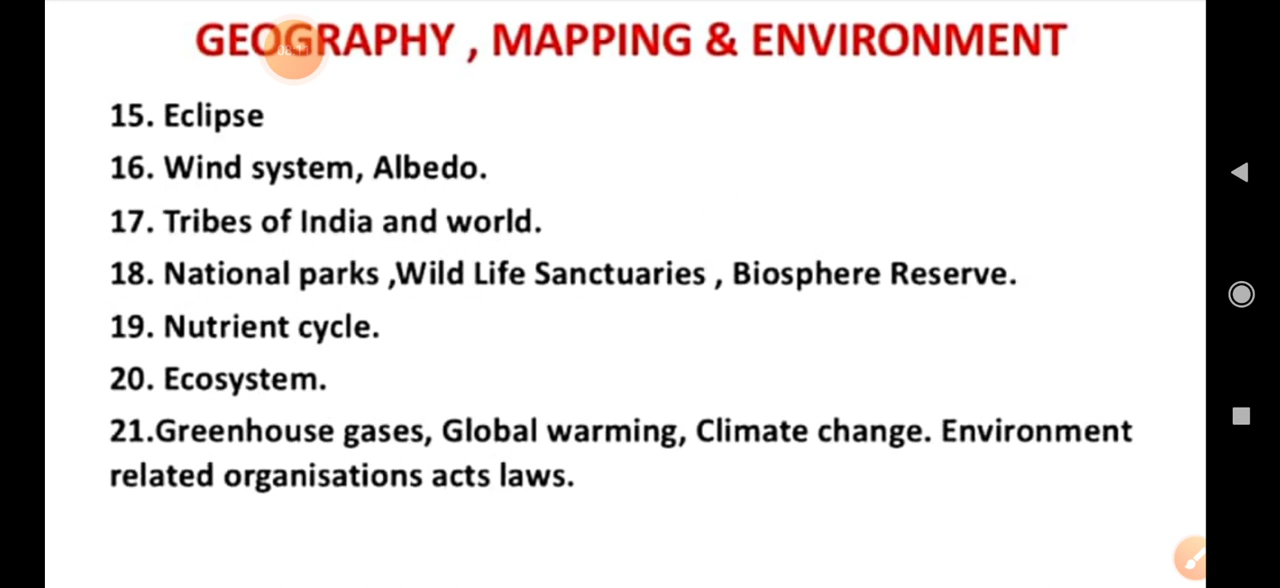 GEOGRAPHY , MAPPING & ENVIRONMENT
15. Eclipse
16. Wind system, Albedo.
17. Tribes of India and world.
18. National parks ,Wild Life Sanctuaries , Biosphere Reserve.
19. Nutrient cycle.
20. Ecosystem.
21.Greenhouse gases, Global warming, Climate change. Environment
related organisations acts laws.